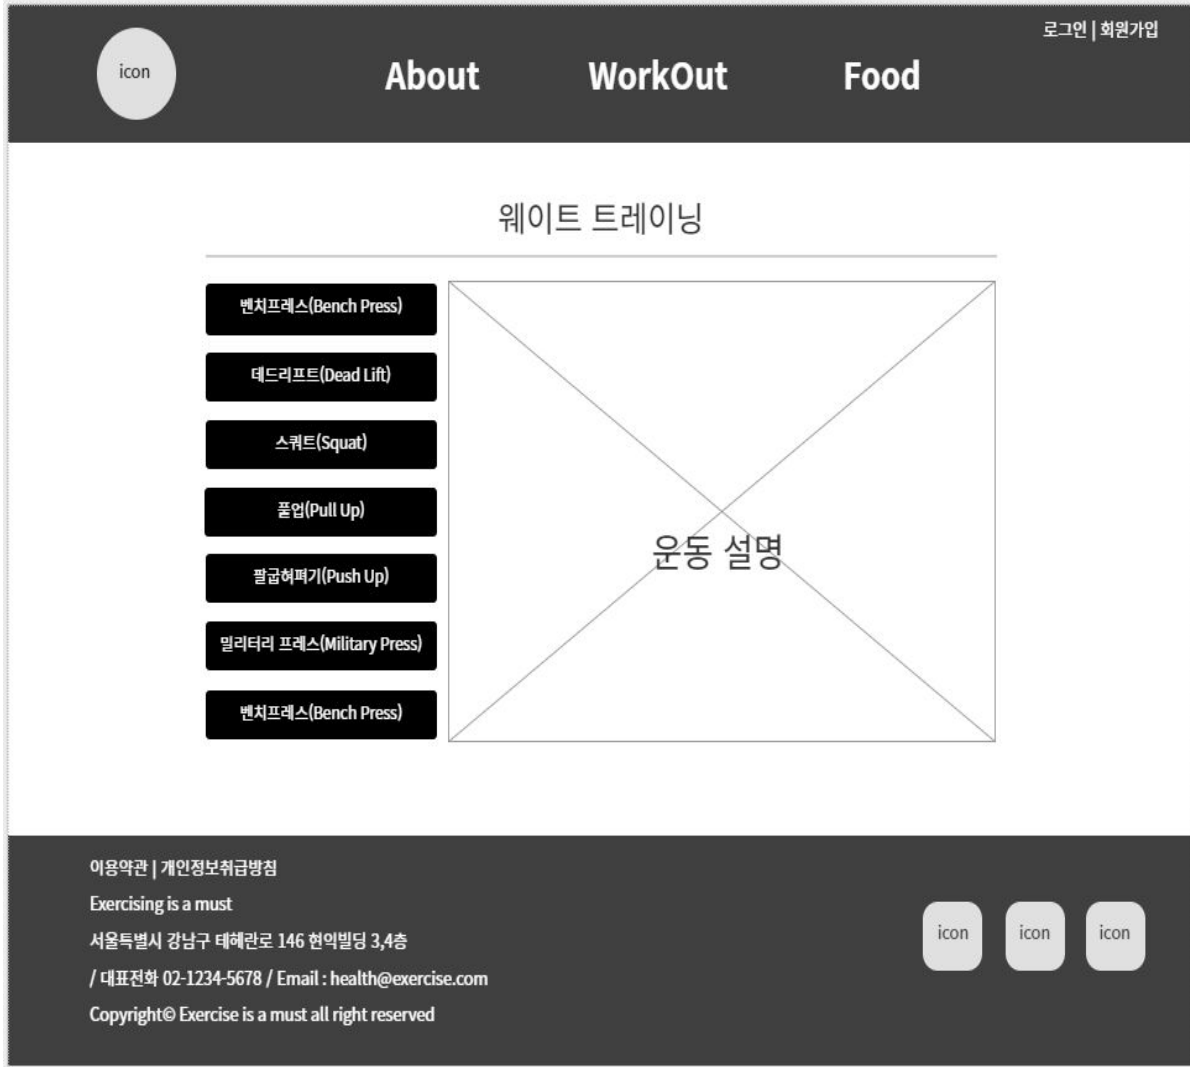 로그인 | 회원가입
icon
About WorkOut Food
웨이트 트레이닝
벤치프레스(Bench Press)
데드리프트(Dead Lift)
스쿼트(Squat)
풀업(Pull Up)
팔굽혀펴기(Push Up)
밀리터리 프레스(Military Press)
벤치프레스(Bench Press)
운동 설명
이용약관 | 개인정보취급방침
Exercising is a must
서울특별시 강남구 테헤란로 146 현익빌딩 3,4층
/ 대표전화 02-1234-5678 / Email : health@exercise.com
Copyright© Exercise is a must all right reserved
icon icon icon